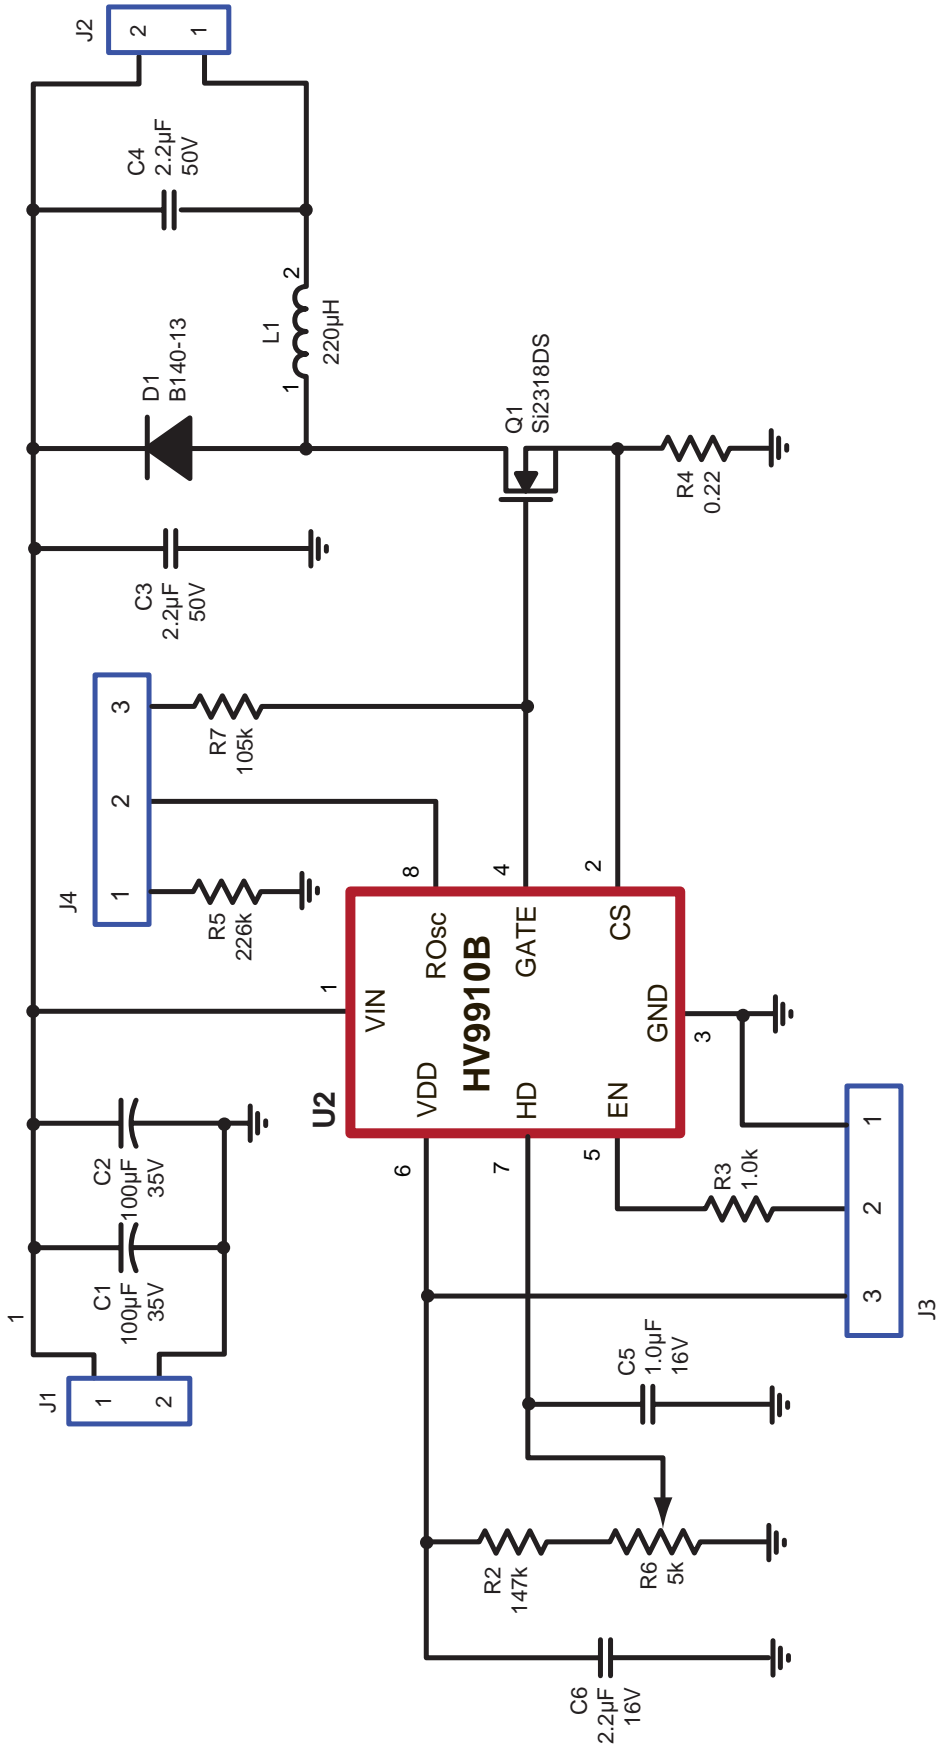 J1
1
2
1
C1
100µF
35V
C2
100µF
35V
J4
1
2
3
R5
226k
R7
105k
C3
2.2µF
50V
D1
B140-13
L1
1
2
220µH
C4
2.2µF
50V
J2
2
1
U2
HV9910B
1
VIN
VDD
6
HD
7
EN
5
ROsc
8
GATE
4
CS
2
GND
3
Q1
Si2318DS
R4
0.22
C6
2.2µF
16V
R2
147k
R6
5k
C5
1.0µF
16V
R3
1.0k
3
2
1
J3